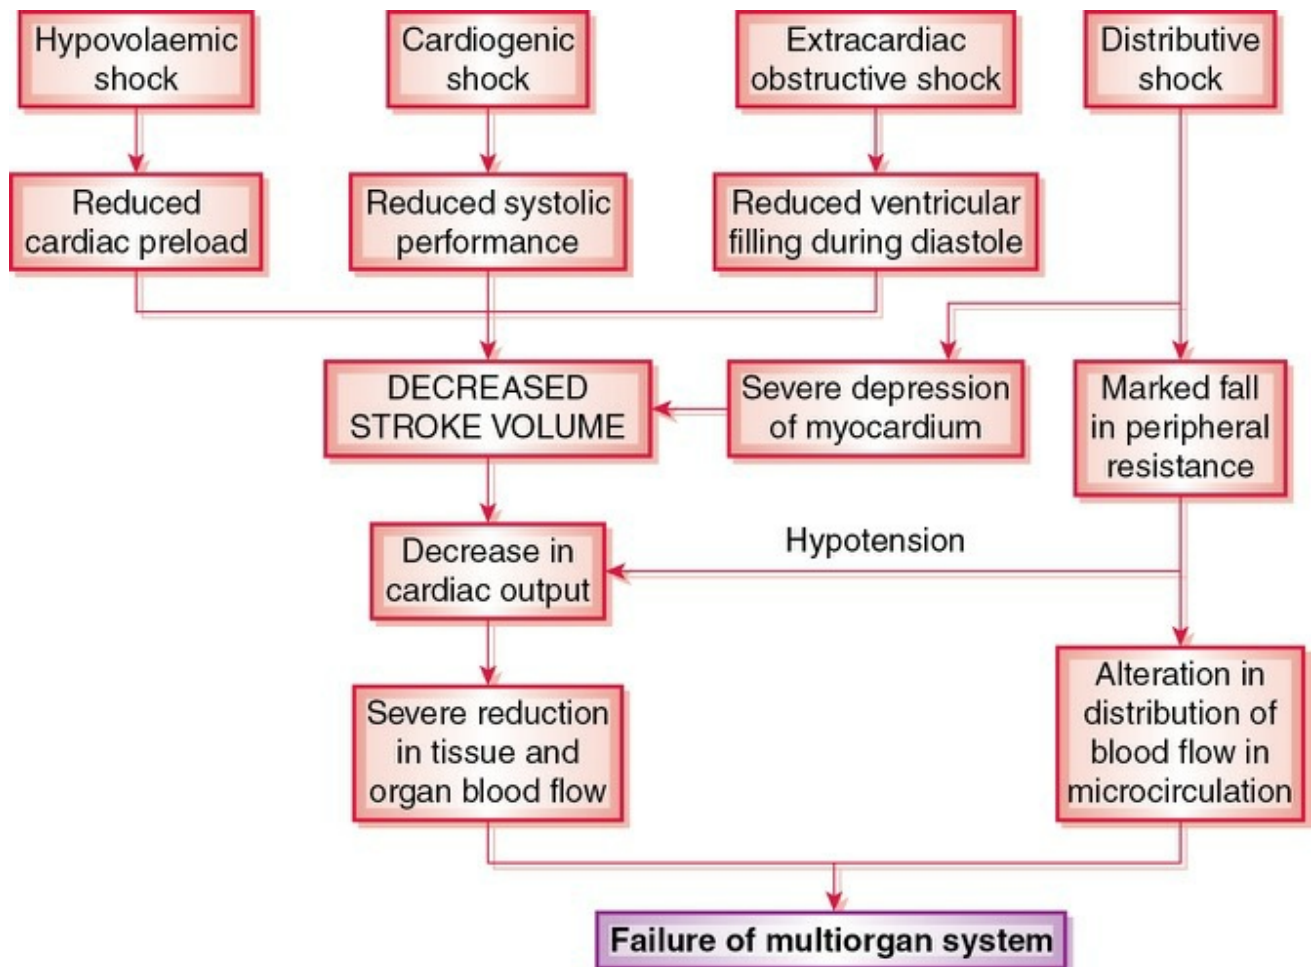 Hypovolaemic
shock
Cardiogenic
shock
Extracardiac
obstructive shock
Distributive
shock
Reduced
cardiac preload
Reduced systolic
performance
Reduced ventricular
filling during diastole
DECREASED
STROKE VOLUME
Severe depression
of myocardium
Marked fall
in peripheral
resistance
Hypotension
Decrease in
cardiac output
Severe reduction
in tissue and
organ blood flow
Alteration in
distribution of
blood flow in
microcirculation
Failure of multiorgan system